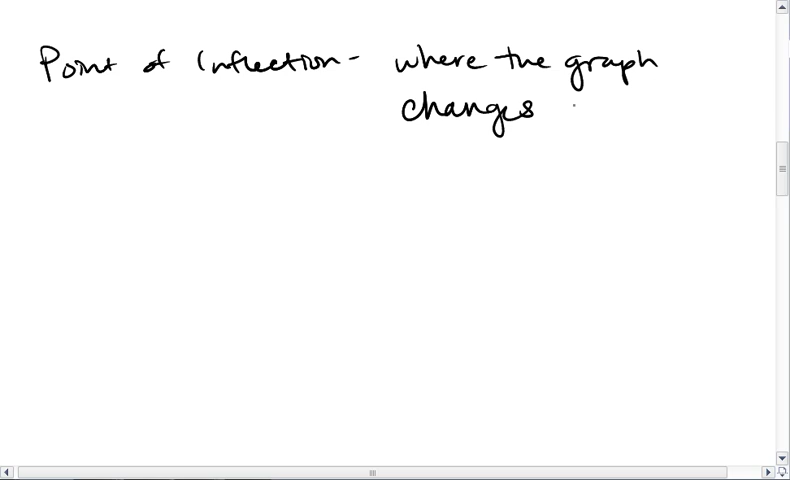 Point of Inflection - where the graph
changes